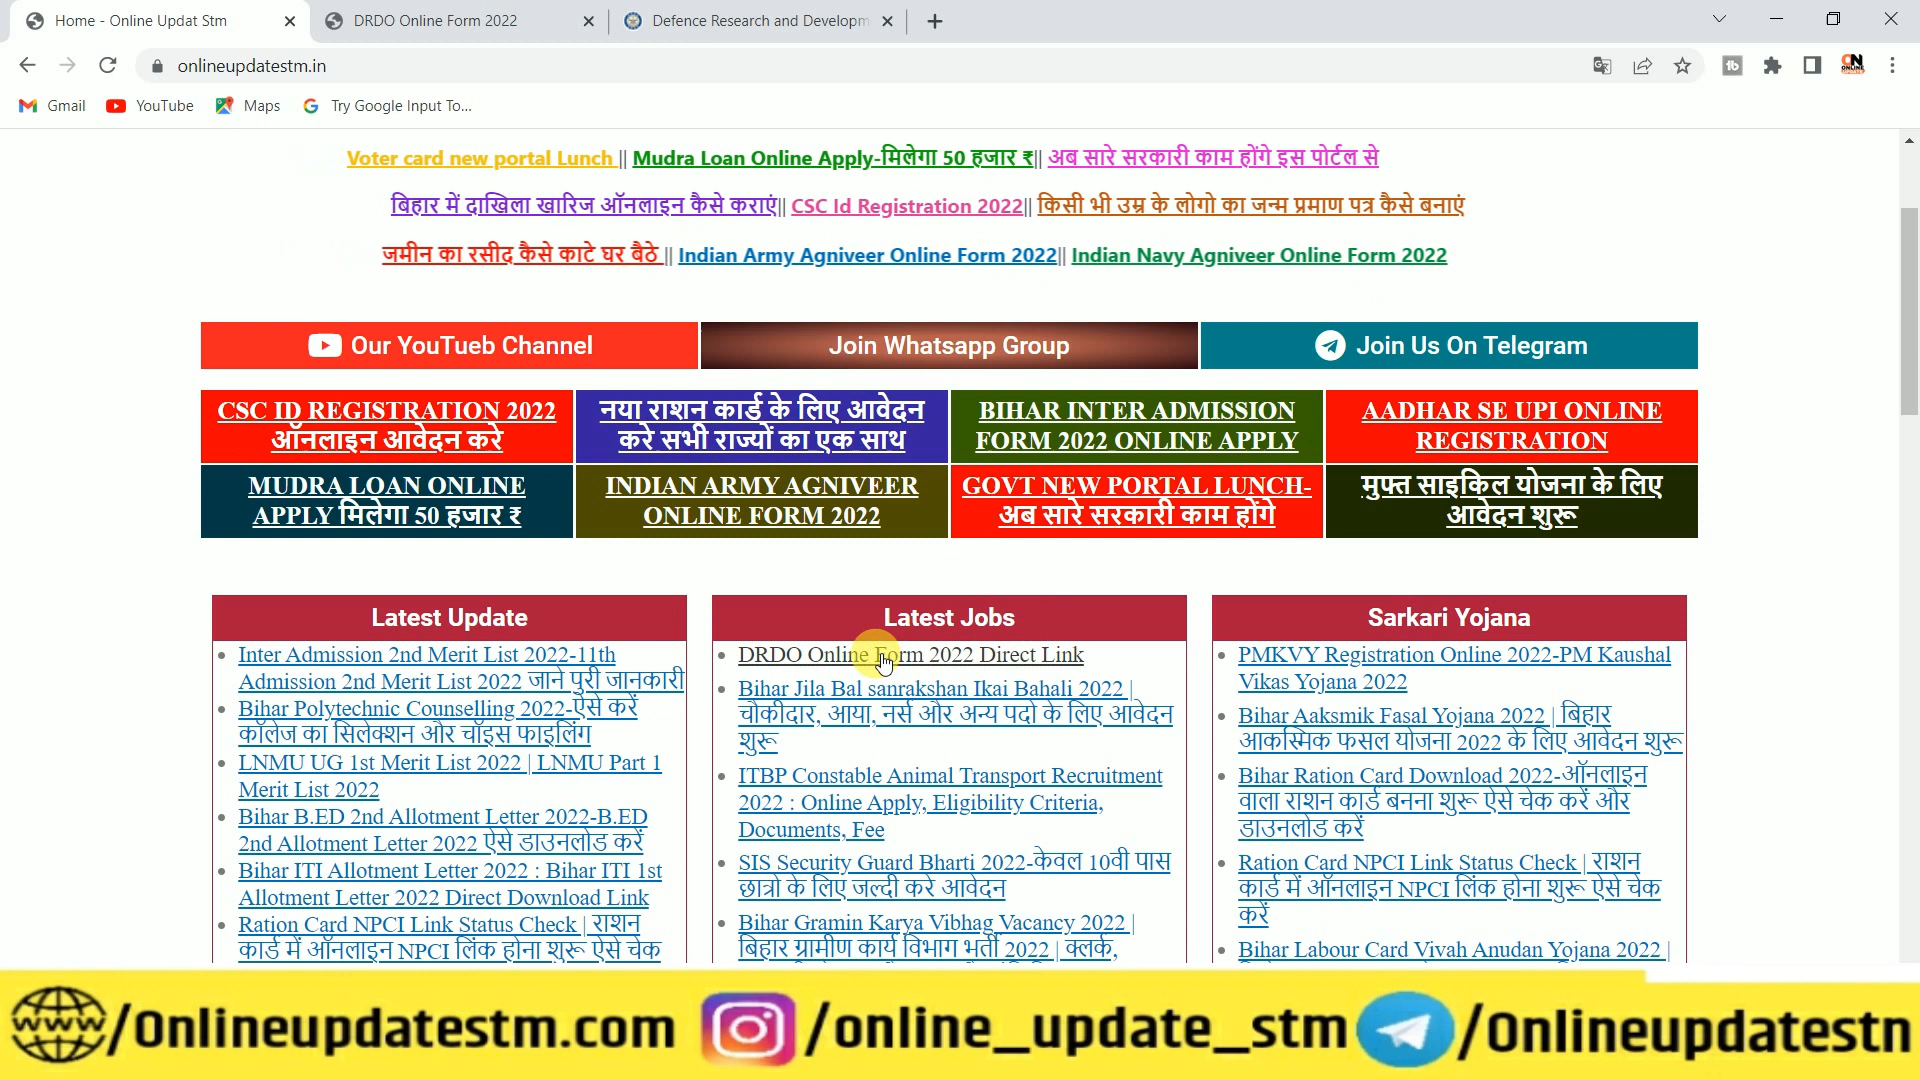 Home - Online Updat Stm
DRDO Online Form 2022
Defence Research and Developm
onlineupdatestm.in
Gmail
YouTube
Maps
Try Google Input To...
Voter card new portal Lunch || Mudra Loan Online Apply-मिलेगा 50 हजार ₹|| अब सारे सरकारी काम होंगे इस पोर्टल से
बिहार में दाखिला खारिज ऑनलाइन कैसे कराएं|| CSC Id Registration 2022|| किसी भी उम्र के लोगो का जन्म प्रमाण पत्र कैसे बनाएं
जमीन का रसीद कैसे काटे घर बैठे || Indian Army Agniveer Online Form 2022|| Indian Navy Agniveer Online Form 2022
Our YouTueb Channel
Join Whatsapp Group
Join Us On Telegram
CSC ID REGISTRATION 2022
ऑनलाइन आवेदन करे
नया राशन कार्ड के लिए आवेदन
करे सभी राज्यों का एक साथ
BIHAR INTER ADMISSION
FORM 2022 ONLINE APPLY
AADHAR SE UPI ONLINE
REGISTRATION
MUDRA LOAN ONLINE
APPLY मिलेगा 50 हजार ₹
INDIAN ARMY AGNIVEER
ONLINE FORM 2022
GOVT NEW PORTAL LUNCH-
अब सारे सरकारी काम होंगे
मुफ्त साइकिल योजना के लिए
आवेदन शुरू
Latest Update
Inter Admission 2nd Merit List 2022-11th
Admission 2nd Merit List 2022 जाने पुरी जानकारी
Bihar Polytechnic Counselling 2022-ऐसे करें
कॉलेज का सिलेक्शन और चॉइस फाइलिंग
LNMU UG 1st Merit List 2022 | LNMU Part 1
Merit List 2022
Bihar B.ED 2nd Allotment Letter 2022-B.ED
2nd Allotment Letter 2022 ऐसे डाउनलोड करें
Bihar ITI Allotment Letter 2022 : Bihar ITI 1st
Allotment Letter 2022 Direct Download Link
Ration Card NPCI Link Status Check | राशन
कार्ड में ऑनलाइन NPCI लिंक होना शुरू ऐसे चेक
Latest Jobs
DRDO Online Form 2022 Direct Link
Bihar Jila Bal sanrakshan Ikai Bahali 2022 |
चौकीदार, आया, नर्स और अन्य पदो के लिए आवेदन
शुरू
ITBP Constable Animal Transport Recruitment
2022 : Online Apply, Eligibility Criteria,
Documents, Fee
SIS Security Guard Bharti 2022-केवल 10वी पास
छात्रो के लिए जल्दी करे आवेदन
Bihar Gramin Karya Vibhag Vacancy 2022 |
बिहार ग्रामीण कार्य विभाग भर्ती 2022 | क्लर्क,
Sarkari Yojana
PMKVY Registration Online 2022-PM Kaushal
Vikas Yojana 2022
Bihar Aaksmik Fasal Yojana 2022 | बिहार
आकस्मिक फसल योजना 2022 के लिए आवेदन शुरू
Bihar Ration Card Download 2022-ऑनलाइन
वाला राशन कार्ड बनना शुरू ऐसे चेक करें और
डाउनलोड करें
Ration Card NPCI Link Status Check | राशन
कार्ड में ऑनलाइन NPCI लिंक होना शुरू ऐसे चेक
करें
Bihar Labour Card Vivah Anudan Yojana 2022 |
www/Onlineupdatestm.com
/online_update_stm
/Onlineupdatestn